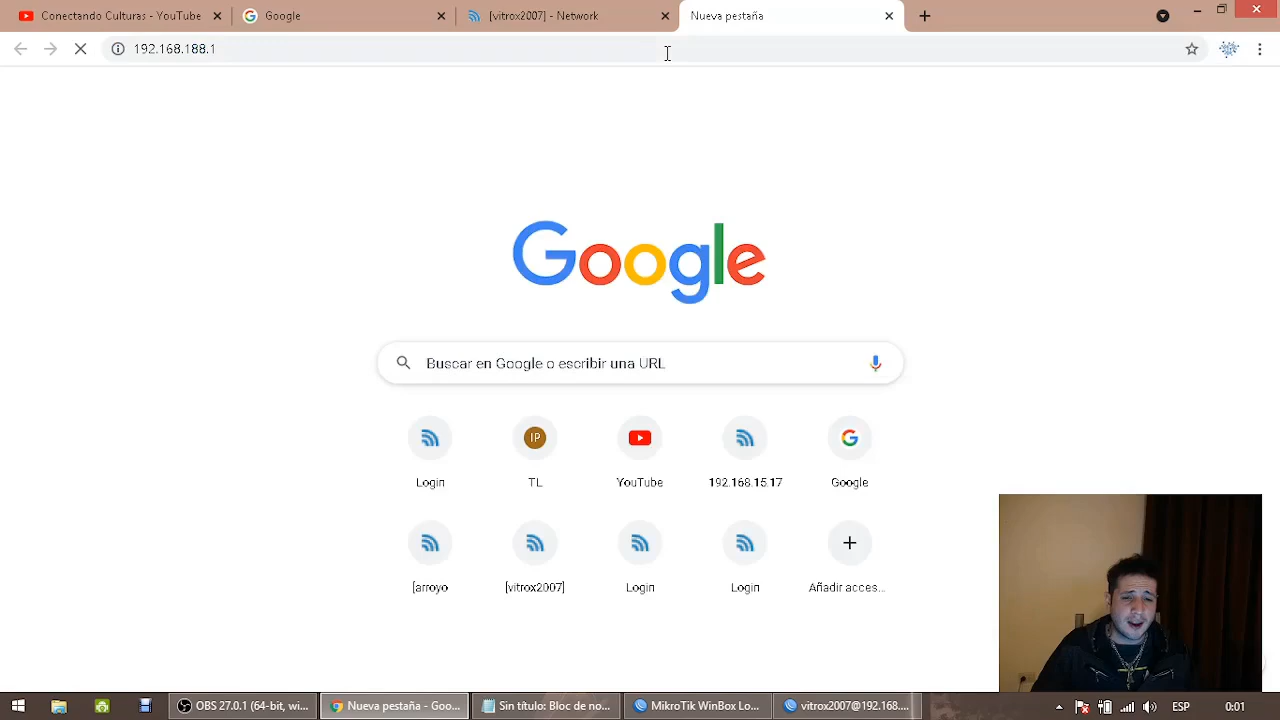 Conectando Culturas - YouTube
Google
[vitrox2007] - Network
Nueva pestaña
192.168.188.1
Google
Buscar en Google o escribir una URL
Login
IP
TL
YouTube
192.168.15.17
Google
[arroyo
[vitrox2007]
Login
Login
Añadir acces...
OBS 27.0.1 (64-bit, wi...
Nueva pestaña - Goo...
Sin título: Bloc de no...
MikroTik WinBox Lo...
vitrox2007@192.168....
ESP
0:01